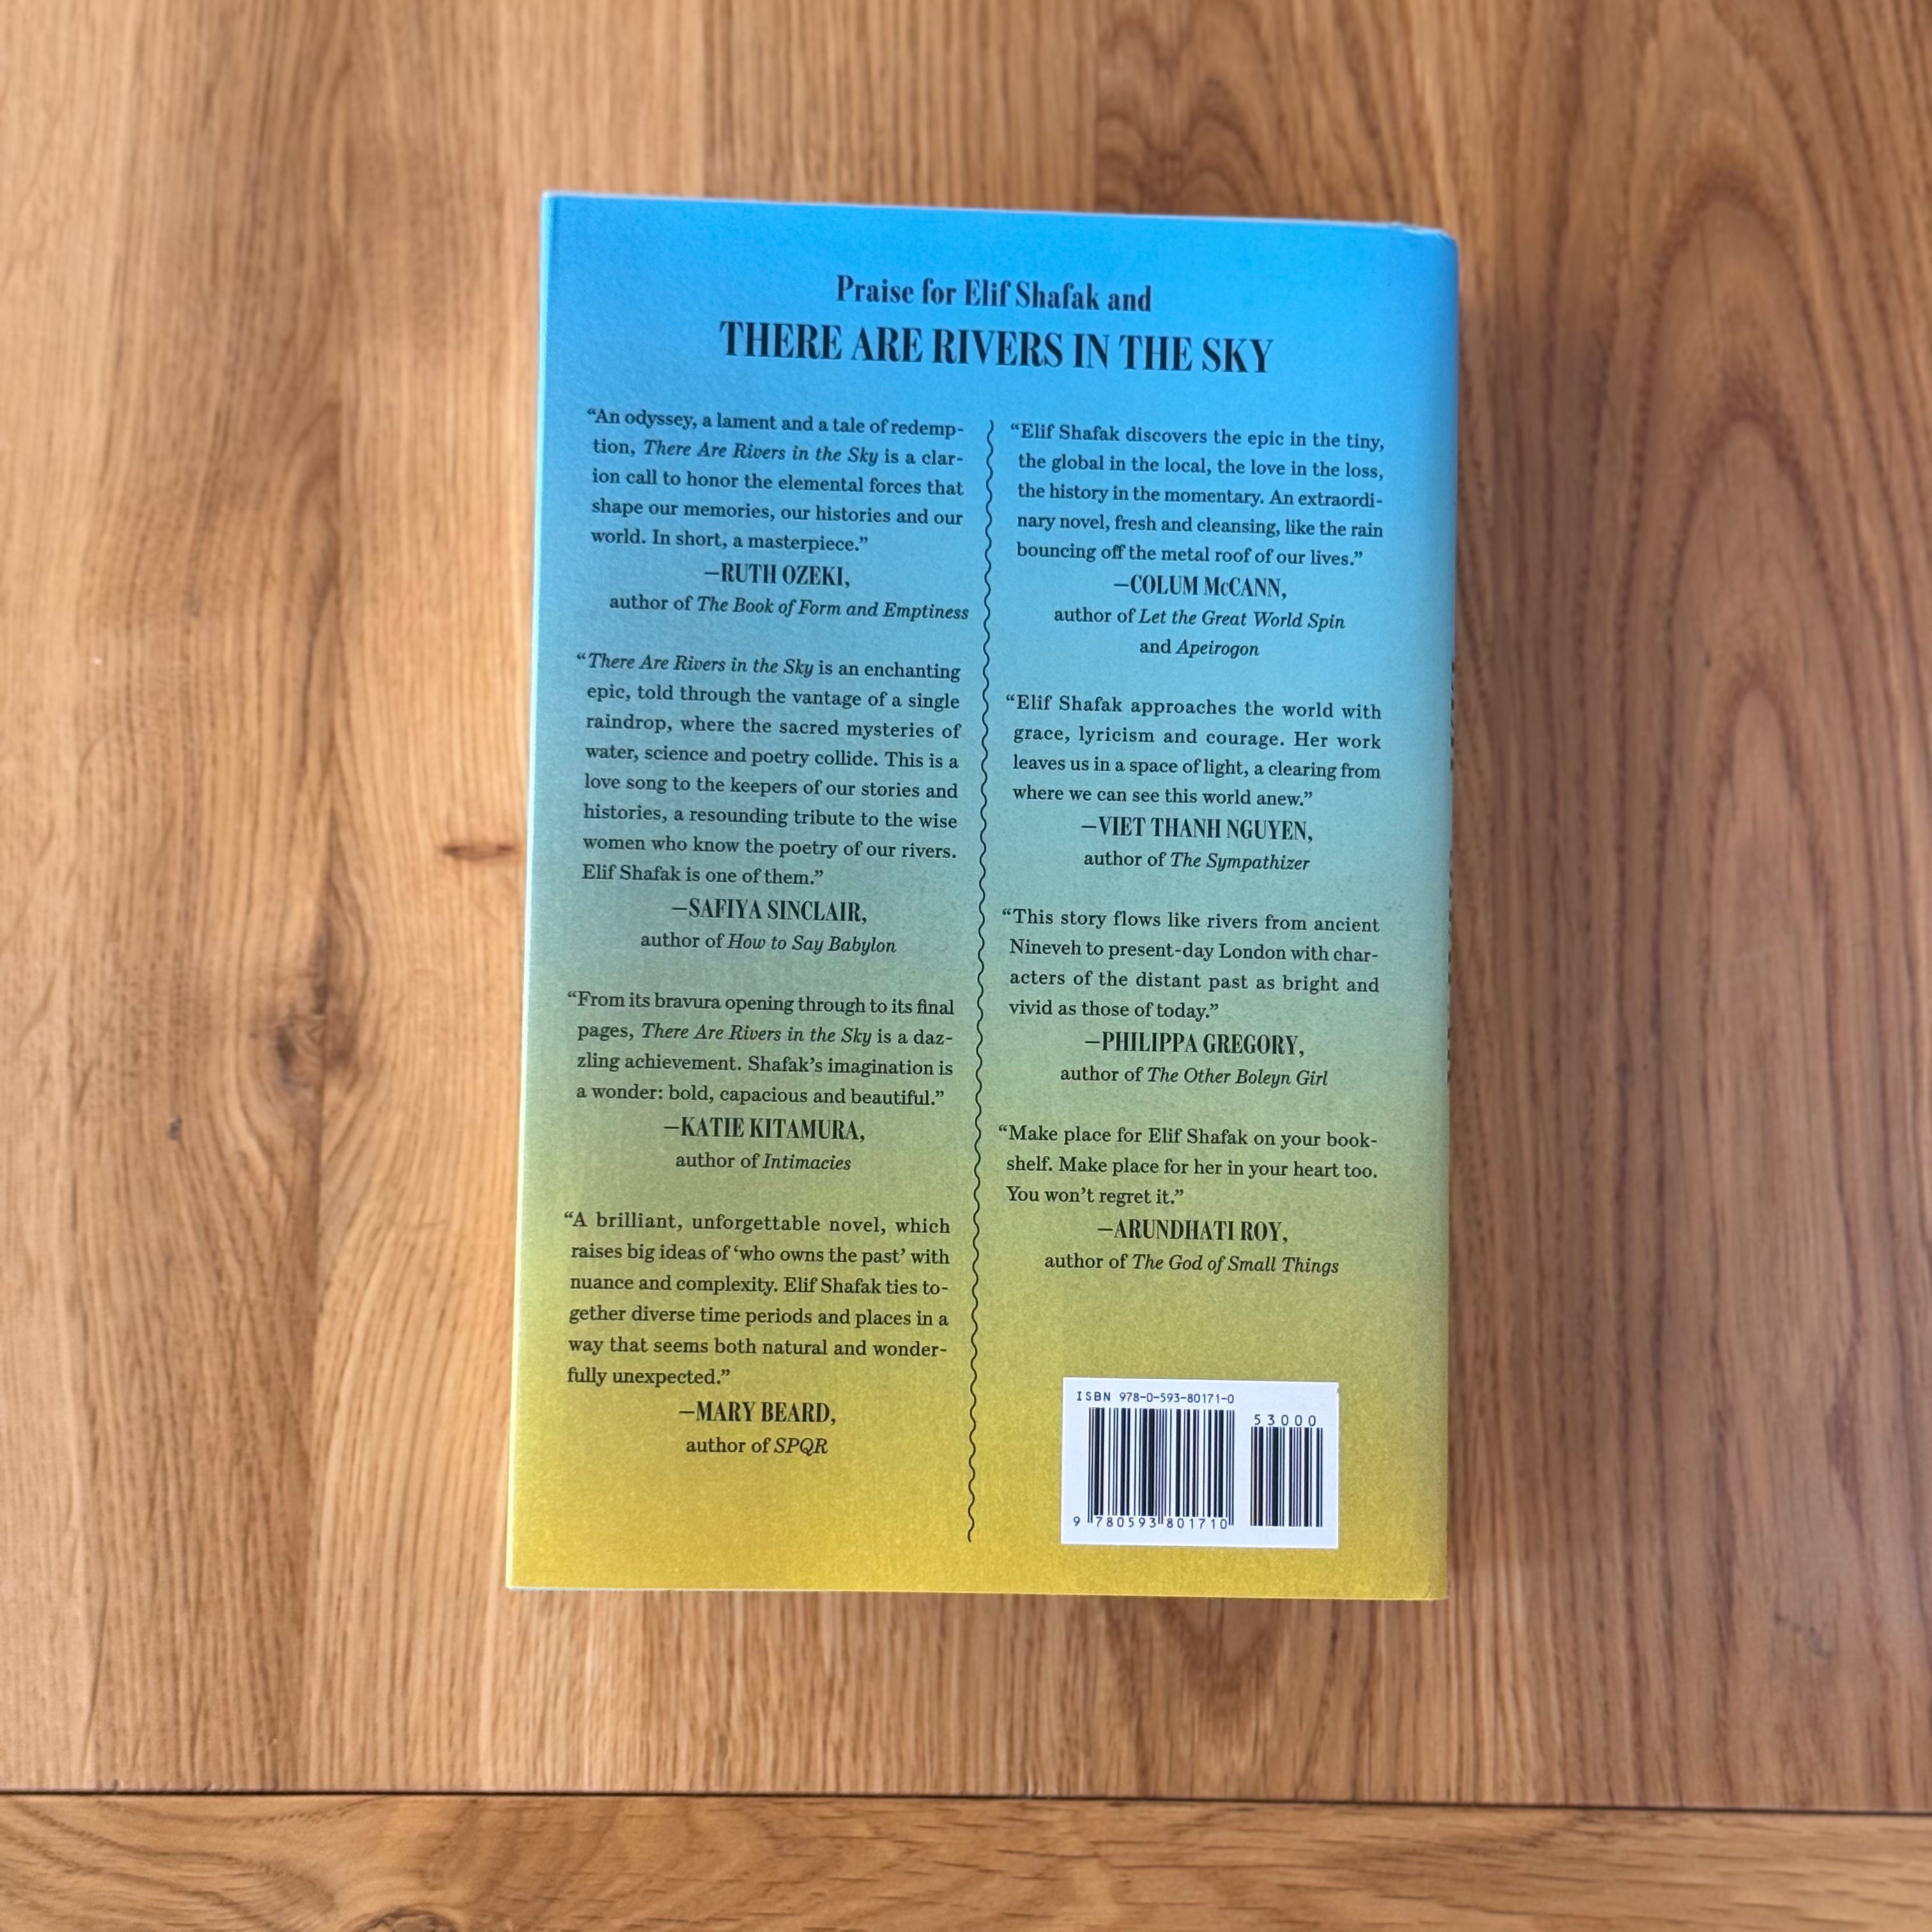 Praise for Elif Shafak and
THERE ARE RIVERS IN THE SKY
“An odyssey, a lament and a tale of redemp-
tion, There Are Rivers in the Sky is a clar-
ion call to honor the elemental forces that
shape our memories, our histories and our
world. In short, a masterpiece.”
—RUTH OZEKI,
author of The Book of Form and Emptiness
“There Are Rivers in the Sky is an enchanting
epic, told through the vantage of a single
raindrop, where the sacred mysteries of
water, science and poetry collide. This is a
love song to the keepers of our stories and
histories, a resounding tribute to the wise
women who know the poetry of our rivers.
Elif Shafak is one of them.”
—SAFIYA SINCLAIR,
author of How to Say Babylon
“From its bravura opening through to its final
pages, There Are Rivers in the Sky is a daz-
zling achievement. Shafak’s imagination is
a wonder: bold, capacious and beautiful.”
—KATIE KITAMURA,
author of Intimacies
“A brilliant, unforgettable novel, which
raises big ideas of ‘who owns the past’ with
nuance and complexity. Elif Shafak ties to-
gether diverse time periods and places in a
way that seems both natural and wonder-
fully unexpected.”
—MARY BEARD,
author of SPQR
“Elif Shafak discovers the epic in the tiny,
the global in the local, the love in the loss,
the history in the momentary. An extraordi-
nary novel, fresh and cleansing, like the rain
bouncing off the metal roof of our lives.”
—COLUM McCANN,
author of Let the Great World Spin
and Apeirogon
“Elif Shafak approaches the world with
grace, lyricism and courage. Her work
leaves us in a space of light, a clearing from
where we can see this world anew.”
—VIET THANH NGUYEN,
author of The Sympathizer
“This story flows like rivers from ancient
Nineveh to present-day London with char-
acters of the distant past as bright and
vivid as those of today.”
—PHILIPPA GREGORY,
author of The Other Boleyn Girl
“Make place for Elif Shafak on your book-
shelf. Make place for her in your heart too.
You won’t regret it.”
—ARUNDHATI ROY,
author of The God of Small Things
ISBN 978-0-593-80171-0
53000
9 780593 801710